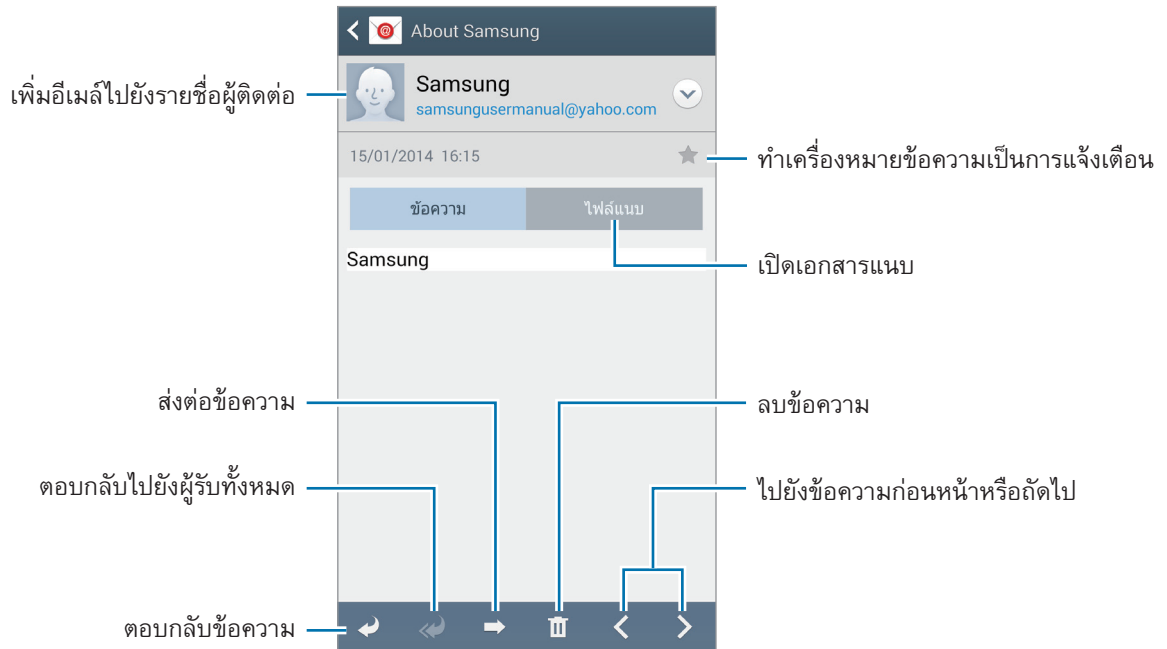 About Samsung
เพิ่มอีเมล์ไปยังรายชื่อผู้ติดต่อ
Samsung
samsungusermanual@yahoo.com
15/01/2014 16:15
ทำเครื่องหมายข้อความเป็นการแจ้งเตือน
ข้อความ
ไฟล์แนบ
Samsung
เปิดเอกสารแนบ
ส่งต่อข้อความ
ลบข้อความ
ตอบกลับไปยังผู้รับทั้งหมด
ไปยังข้อความก่อนหน้าหรือถัดไป
ตอบกลับข้อความ